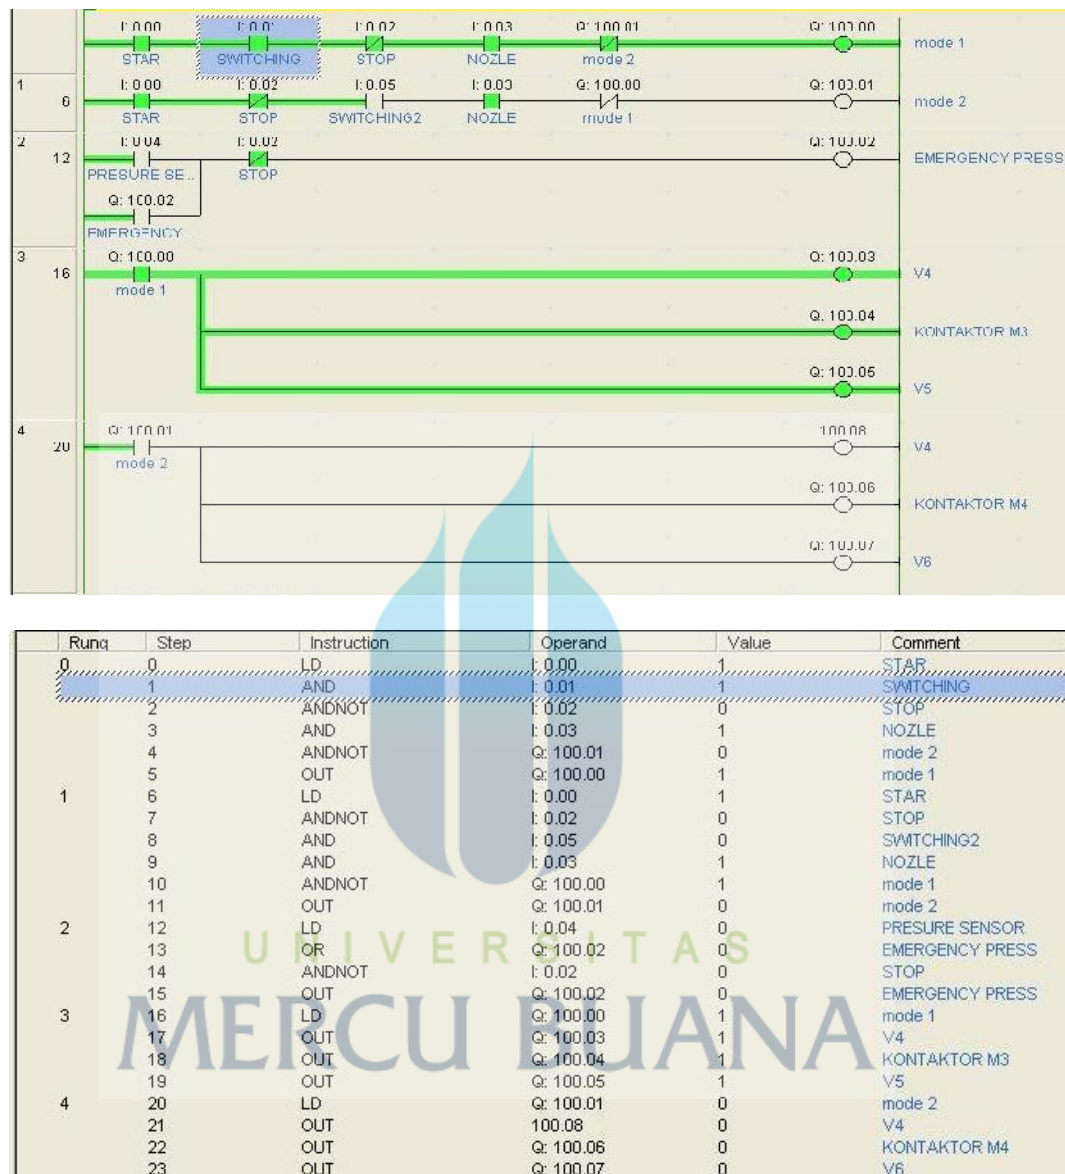 I: 0.00 I: 0.01 I: 0.02 I: 0.03 Q: 100.01 Q: 100.00
mode 1
STAR SWITCHING STOP NOZLE mode 2
1 I: 0.00 I: 0.02 I: 0.05 I: 0.03 Q: 100.00 Q: 100.01
6 mode 2
STAR STOP SWITCHING2 NOZLE mode 1
2 I: 0.04 I: 0.02 Q: 100.02
12 EMERGENCY PRESS
PRESURE SE... STOP
Q: 100.02
EMERGENCY
3 Q: 100.00 Q: 100.03
16 V4
mode 1
Q: 100.04
KONTAKTOR M3
Q: 100.05
V5
4 Q: 100.01 100.08
20 V4
mode 2
Q: 100.06
KONTAKTOR M4
Q: 100.07
V6
Rung Step Instruction Operand Value Comment
0 0 LD I: 0.00 1 STAR
1 AND I: 0.01 1 SWITCHING
2 ANDNOT I: 0.02 0 STOP
3 AND I: 0.03 1 NOZLE
4 ANDNOT Q: 100.01 0 mode 2
5 OUT Q: 100.00 1 mode 1
1 6 LD I: 0.00 1 STAR
7 ANDNOT I: 0.02 0 STOP
8 AND I: 0.05 0 SWITCHING2
9 AND I: 0.03 1 NOZLE
10 ANDNOT Q: 100.00 1 mode 1
11 OUT Q: 100.01 0 mode 2
2 12 LD I: 0.04 0 PRESURE SENSOR
13 OR Q: 100.02 0 EMERGENCY PRESS
14 ANDNOT I: 0.02 0 STOP
15 OUT Q: 100.02 0 EMERGENCY PRESS
3 16 LD Q: 100.00 1 mode 1
17 OUT Q: 100.03 1 V4
18 OUT Q: 100.04 1 KONTAKTOR M3
19 OUT Q: 100.05 1 V5
4 20 LD Q: 100.01 0 mode 2
21 OUT 100.08 0 V4
22 OUT Q: 100.06 0 KONTAKTOR M4
23 OUT Q: 100.07 0 V6
UNIVERSITAS
MERCU BUANA